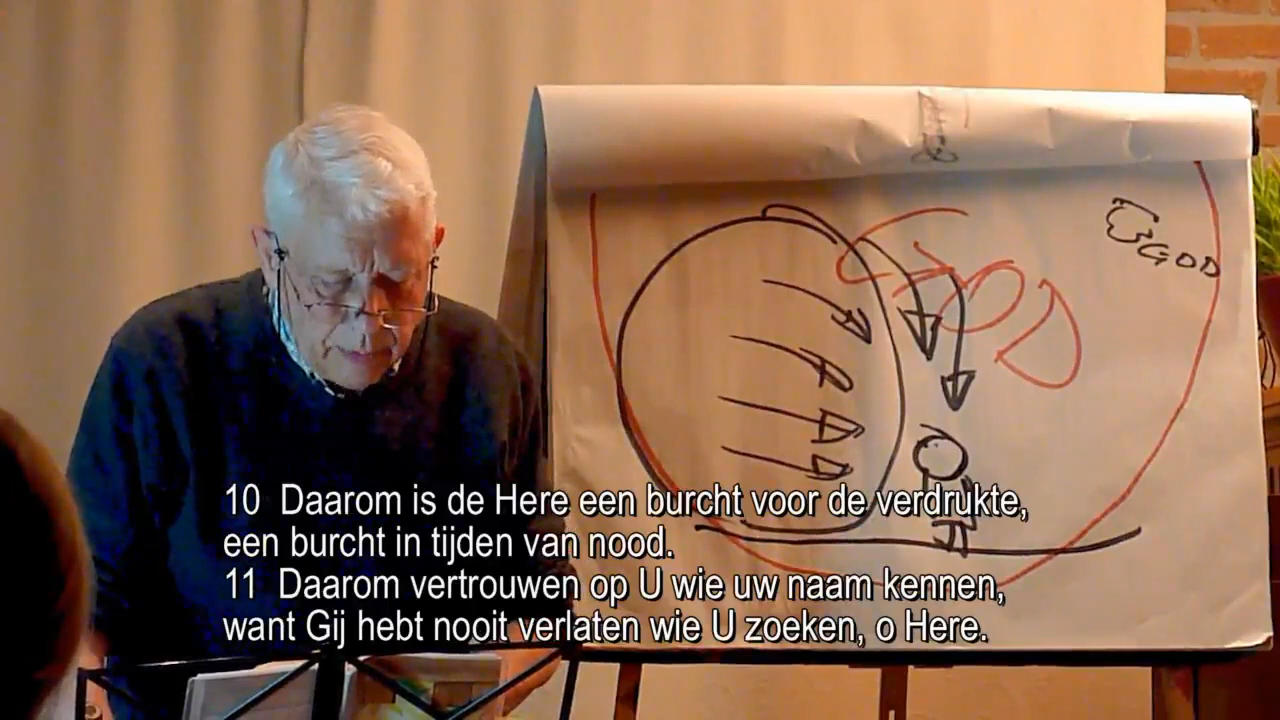 GOD
GOD
10 Daarom is de Here een burcht voor de verdrukte,
een burcht in tijden van nood.
11 Daarom vertrouwen op U wie uw naam kennen,
want Gij hebt nooit verlaten wie U zoeken, o Here.